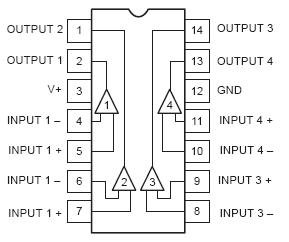 OUTPUT 2 1 14 OUTPUT 3
OUTPUT 1 2 13 OUTPUT 4
V+ 3 12 GND
1 4
INPUT 1 – 4 11 INPUT 4 +
INPUT 1 + 5 10 INPUT 4 –
INPUT 1 – 6 2 3 9 INPUT 3 +
INPUT 1 + 7 8 INPUT 3 –